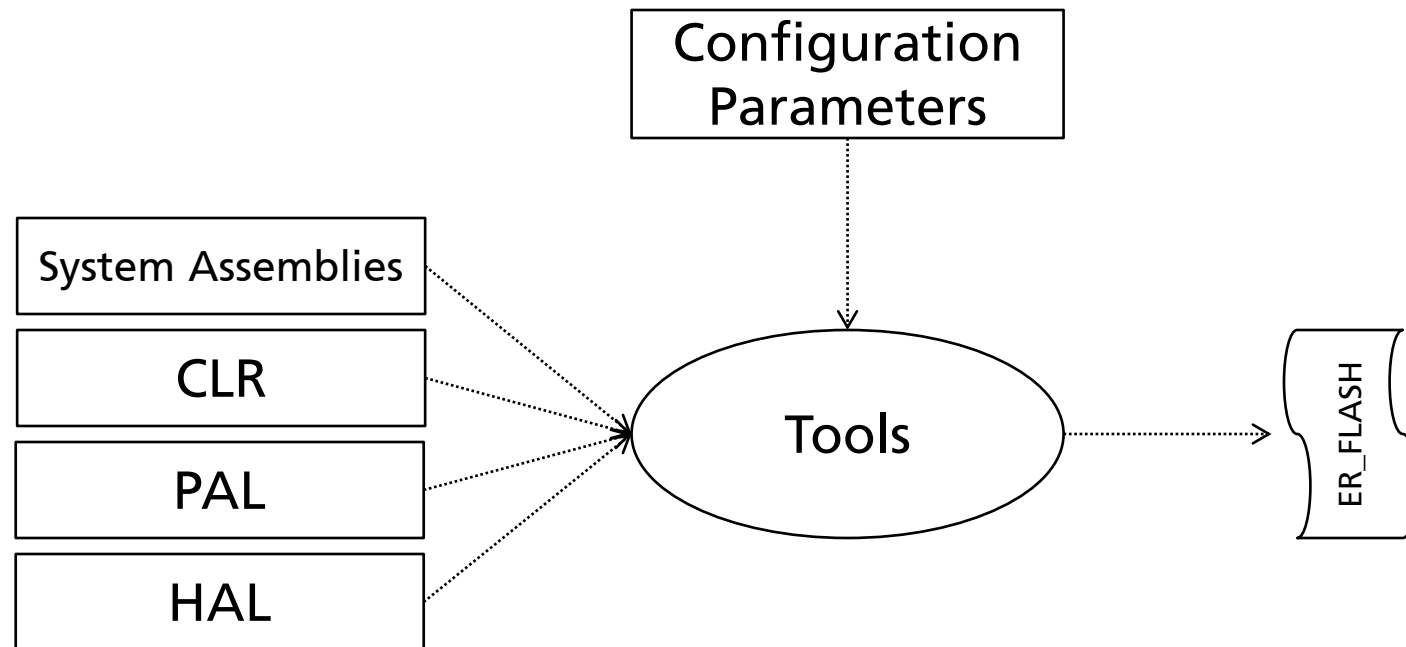 Configuration
Parameters
System Assemblies
CLR
PAL
HAL
Tools
ER_FLASH